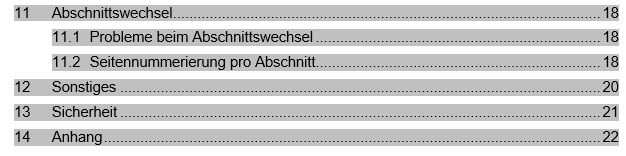 11 Abschnittswechsel........................................................................................................18
11.1 Probleme beim Abschnittswechsel.....................................................................18
11.2 Seitennummerierung pro Abschnitt.....................................................................18
12 Sonstiges.....................................................................................................................20
13 Sicherheit.....................................................................................................................21
14 Anhang.........................................................................................................................22